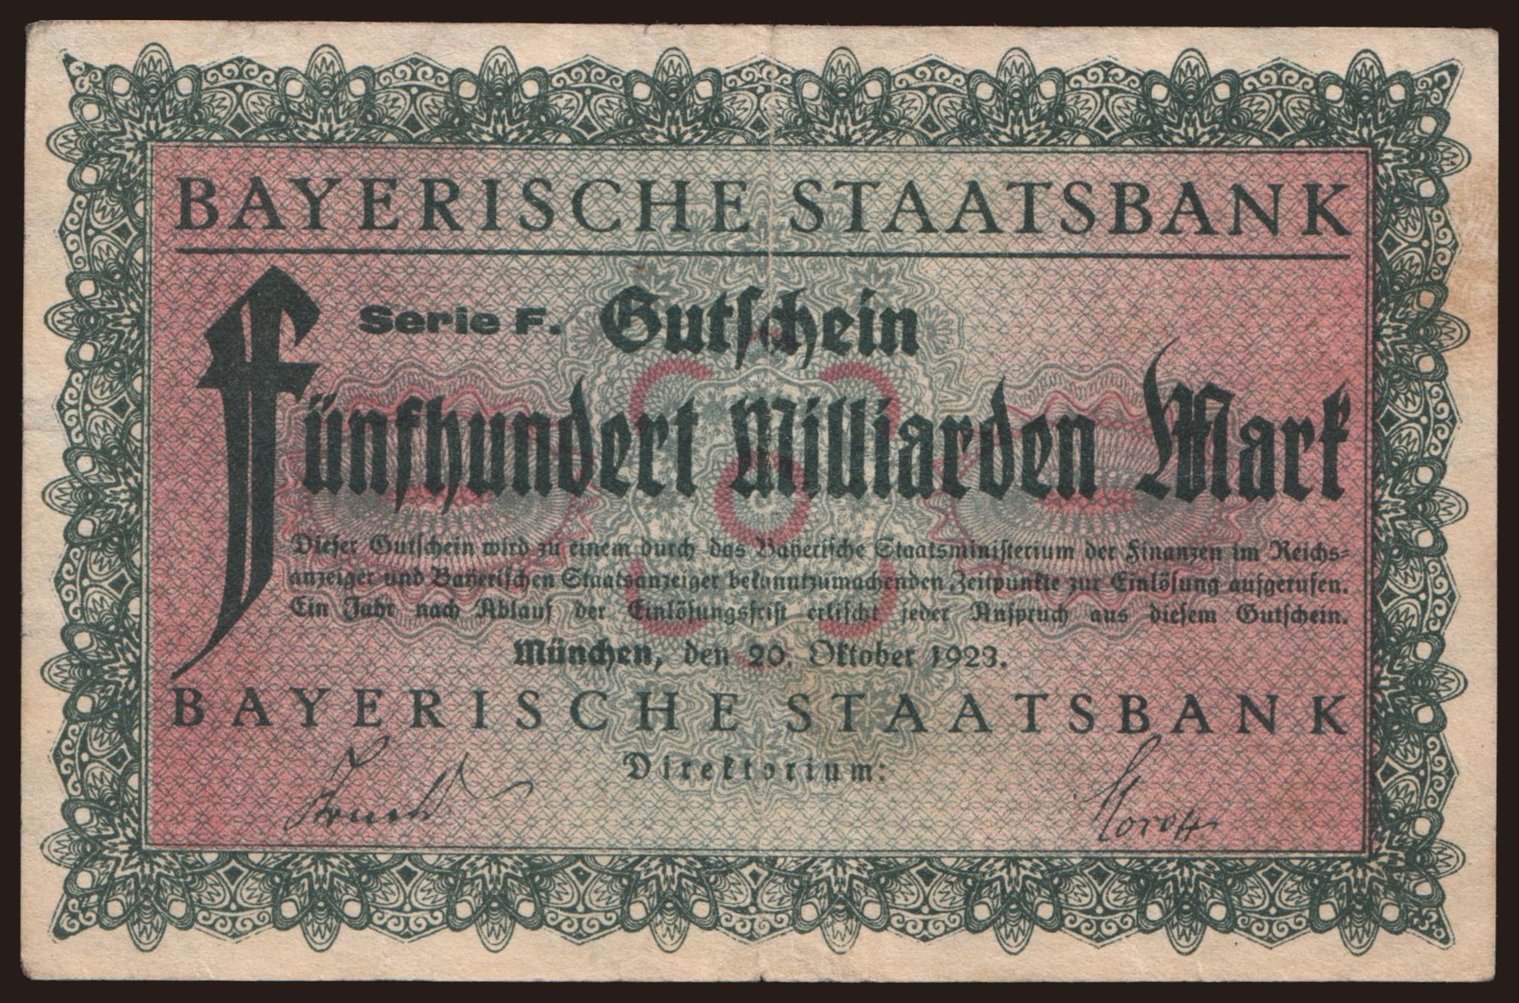 BAYERISCHE STAATSBANK
Serie F. Gutschein
Fünfhundert Milliarden Mark
Dieser Gutschein wird zu einem durch das Bayerische Staatsministerium der Finanzen im Reichs-
anzeiger und Bayerischen Staatsanzeiger bekanntzumachenden Zeitpunkte zur Einlösung aufgerufen.
Ein Jahr nach Ablauf der Einlösungsfrist erlischt jeder Anspruch aus diesem Gutschein.
München, den 20. Oktober 1923.
BAYERISCHE STAATSBANK
Direktorium: